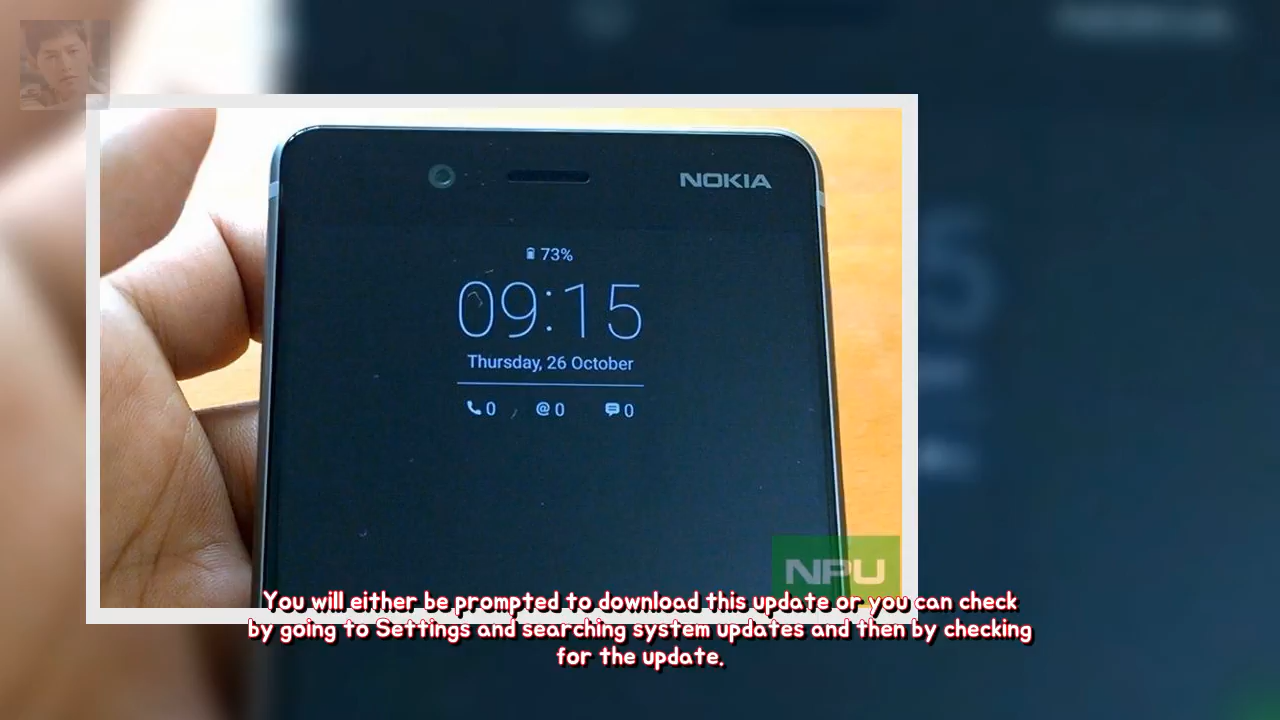 NOKIA
73%
09:15
Thursday, 26 October
0 @ 0 0
NPU
You will either be prompted to download this update or you can check
by going to Settings and searching system updates and then by checking
for the update.